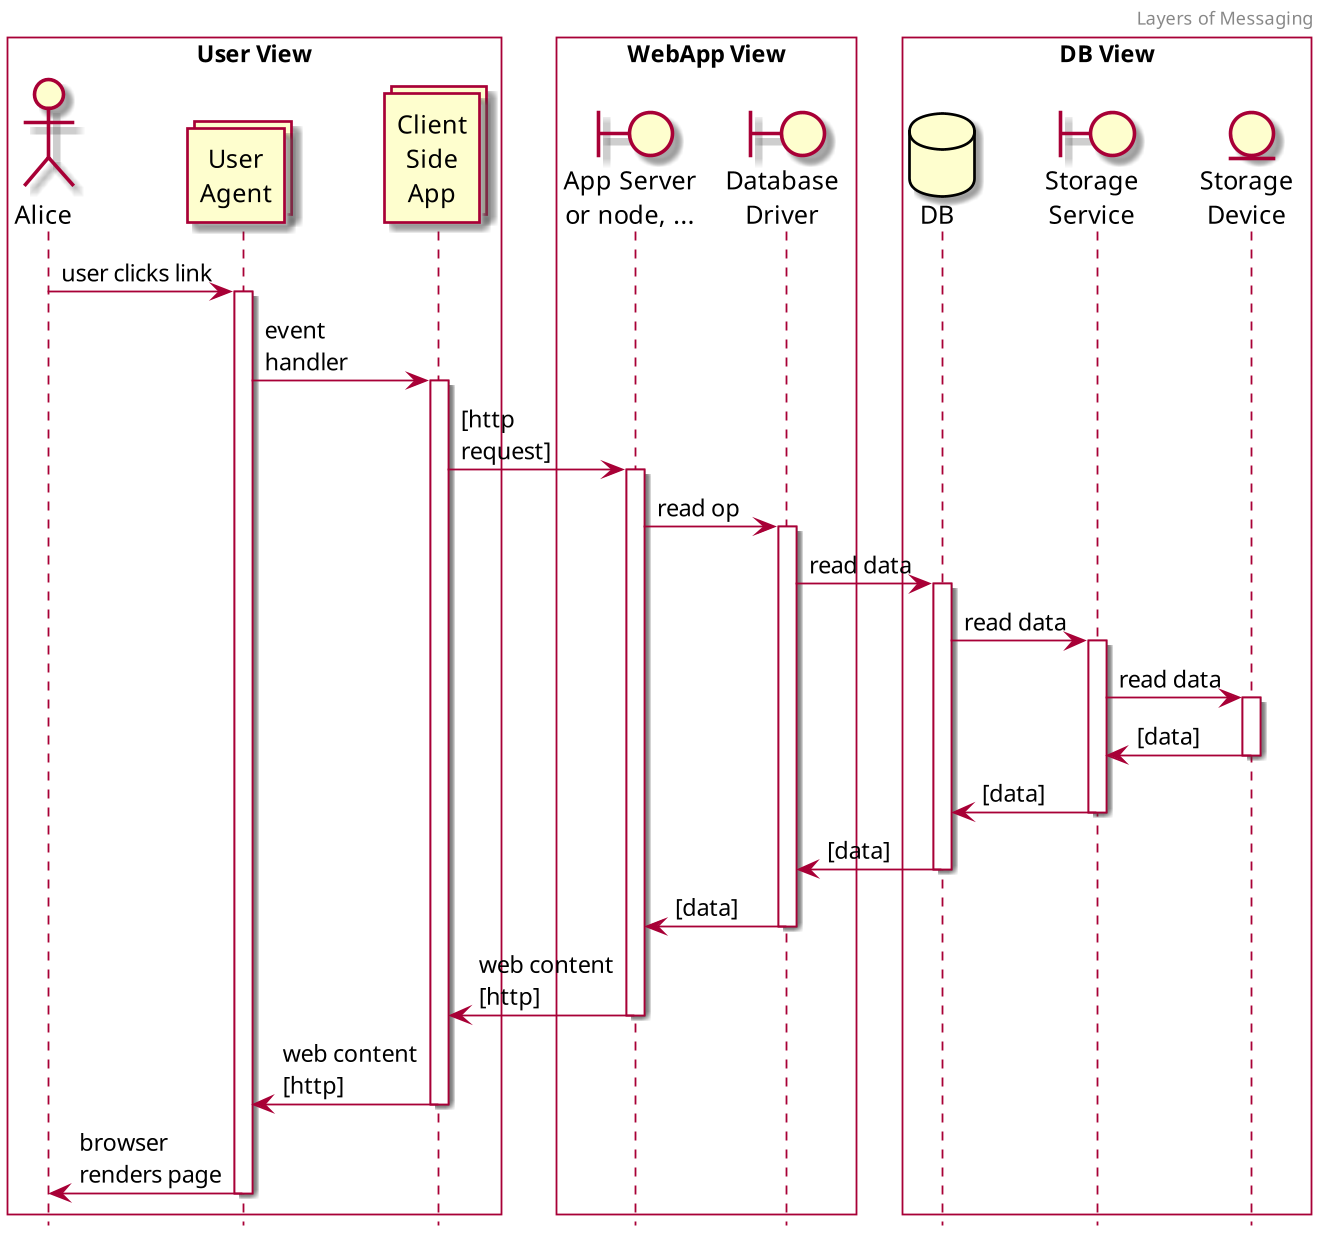 Layers of Messaging
User View
WebApp View
DB View
Alice
User
Agent
Client
Side
App
App Server
or node, ...
Database
Driver
DB
Storage
Service
Storage
Device
user clicks link
event
handler
[http
request]
read op
read data
read data
read data
[data]
[data]
[data]
[data]
web content
[http]
web content
[http]
browser
renders page